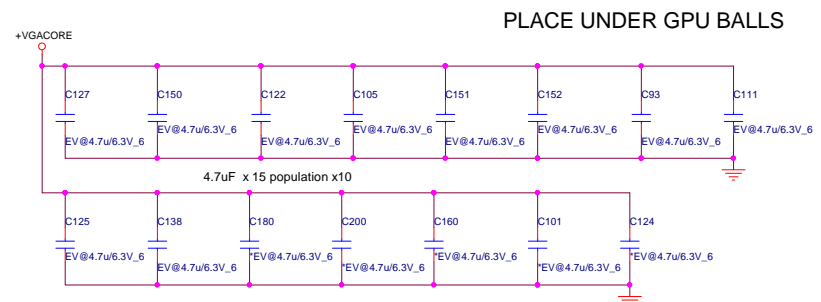 PLACE UNDER GPU BALLS
+VGACORE
C127 C150 C122 C105 C151 C152 C93 C111
EV@4.7u/6.3V_6 EV@4.7u/6.3V_6 EV@4.7u/6.3V_6 EV@4.7u/6.3V_6 EV@4.7u/6.3V_6 EV@4.7u/6.3V_6 EV@4.7u/6.3V_6 EV@4.7u/6.3V_6
4.7uF x 15 population x10
C125 C138 C180 C200 C160 C101 C124
EV@4.7u/6.3V_6 EV@4.7u/6.3V_6 *EV@4.7u/6.3V_6 *EV@4.7u/6.3V_6 *EV@4.7u/6.3V_6 *EV@4.7u/6.3V_6 *EV@4.7u/6.3V_6